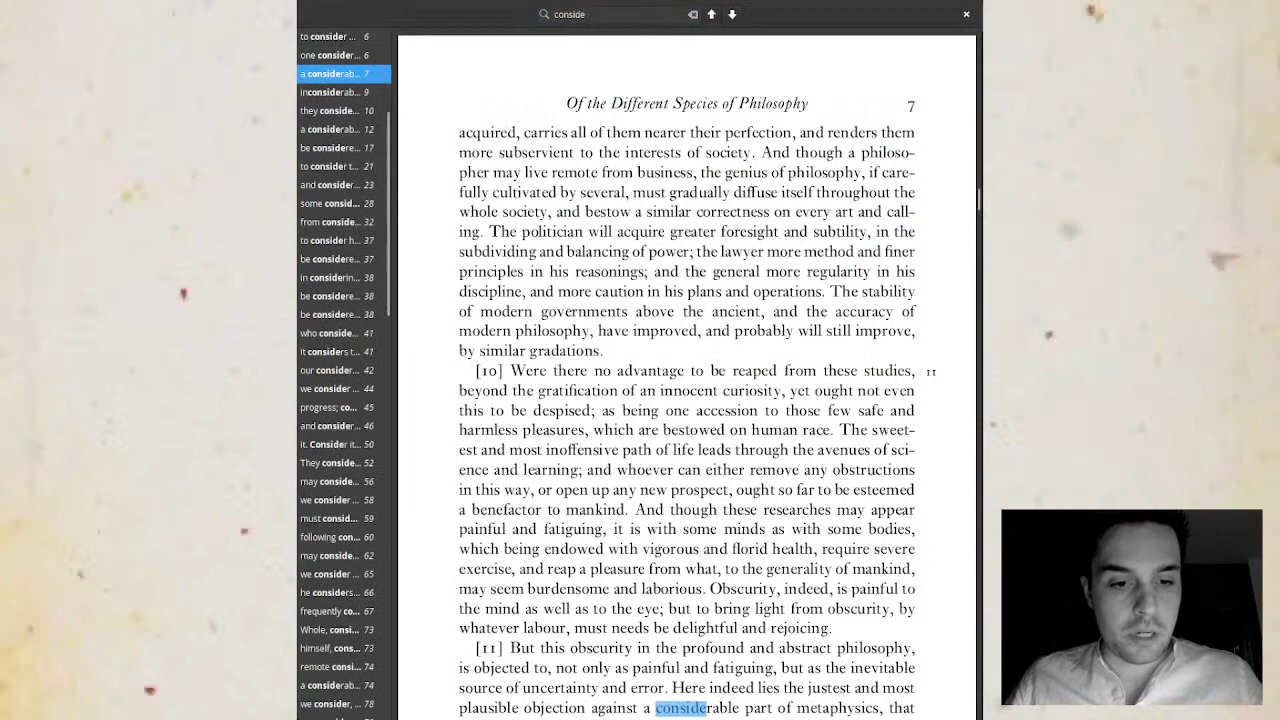 conside
to consider ... 6
one consider... 6
a considerab... 7
inconsiderab... 9
they conside... 10
a considerab... 12
be considere... 17
to consider t... 21
and consider... 23
some consid... 28
from conside... 32
to consider h... 37
be considere... 37
in considerin... 38
be considere... 38
be considere... 38
who conside... 41
it considers t... 41
our consider... 42
we consider ... 44
progress; co... 45
and consider... 46
it. Consider it... 50
They conside... 52
may conside... 56
we consider... 58
must consid... 59
following con... 60
may conside... 62
we consider ... 65
he considers... 66
frequently co... 67
Whole, consi... 73
himself, cons... 73
remote consi... 74
a considerab... 74
we consider, ... 78
Of the Different Species of Philosophy 7
acquired, carries all of them nearer their perfection, and renders them
more subservient to the interests of society. And though a philoso-
pher may live remote from business, the genius of philosophy, if care-
fully cultivated by several, must gradually diffuse itself throughout the
whole society, and bestow a similar correctness on every art and call-
ing. The politician will acquire greater foresight and subtility, in the
subdividing and balancing of power; the lawyer more method and finer
principles in his reasonings; and the general more regularity in his
discipline, and more caution in his plans and operations. The stability
of modern governments above the ancient, and the accuracy of
modern philosophy, have improved, and probably will still improve,
by similar gradations.
[10] Were there no advantage to be reaped from these studies, 11
beyond the gratification of an innocent curiosity, yet ought not even
this to be despised; as being one accession to those few safe and
harmless pleasures, which are bestowed on human race. The sweet-
est and most inoffensive path of life leads through the avenues of sci-
ence and learning; and whoever can either remove any obstructions
in this way, or open up any new prospect, ought so far to be esteemed
a benefactor to mankind. And though these researches may appear
painful and fatiguing, it is with some minds as with some bodies,
which being endowed with vigorous and florid health, require severe
exercise, and reap a pleasure from what, to the generality of mankind,
may seem burdensome and laborious. Obscurity, indeed, is painful to
the mind as well as to the eye; but to bring light from obscurity, by
whatever labour, must needs be delightful and rejoicing.
[11] But this obscurity in the profound and abstract philosophy,
is objected to, not only as painful and fatiguing, but as the inevitable
source of uncertainty and error. Here indeed lies the justest and most
plausible objection against a considerable part of metaphysics, that